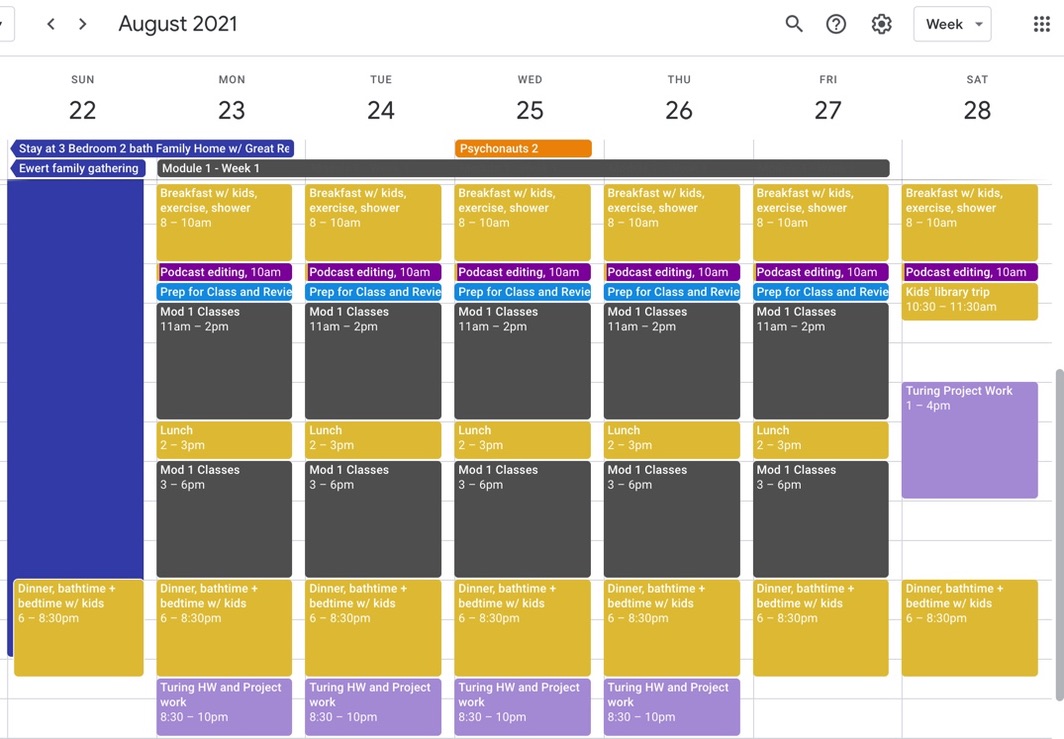 August 2021
Week
SUN
MON
TUE
WED
THU
FRI
SAT
22
23
24
25
26
27
28
Stay at 3 Bedroom 2 bath Family Home w/ Great Re
Psychonauts 2
Ewert family gathering
Module 1 - Week 1
Dinner, bathtime +
bedtime w/ kids
6 – 8:30pm
Breakfast w/ kids,
exercise, shower
8 – 10am
Podcast editing, 10am
Prep for Class and Revie
Mod 1 Classes
11am – 2pm
Lunch
2 – 3pm
Mod 1 Classes
3 – 6pm
Dinner, bathtime +
bedtime w/ kids
6 – 8:30pm
Turing HW and Project
work
8:30 – 10pm
Breakfast w/ kids,
exercise, shower
8 – 10am
Podcast editing, 10am
Prep for Class and Revie
Mod 1 Classes
11am – 2pm
Lunch
2 – 3pm
Mod 1 Classes
3 – 6pm
Dinner, bathtime +
bedtime w/ kids
6 – 8:30pm
Turing HW and Project
work
8:30 – 10pm
Breakfast w/ kids,
exercise, shower
8 – 10am
Podcast editing, 10am
Prep for Class and Revie
Mod 1 Classes
11am – 2pm
Lunch
2 – 3pm
Mod 1 Classes
3 – 6pm
Dinner, bathtime +
bedtime w/ kids
6 – 8:30pm
Turing HW and Project
work
8:30 – 10pm
Breakfast w/ kids,
exercise, shower
8 – 10am
Podcast editing, 10am
Prep for Class and Revie
Mod 1 Classes
11am – 2pm
Lunch
2 – 3pm
Mod 1 Classes
3 – 6pm
Dinner, bathtime +
bedtime w/ kids
6 – 8:30pm
Turing HW and Project
work
8:30 – 10pm
Breakfast w/ kids,
exercise, shower
8 – 10am
Podcast editing, 10am
Prep for Class and Revie
Mod 1 Classes
11am – 2pm
Lunch
2 – 3pm
Mod 1 Classes
3 – 6pm
Dinner, bathtime +
bedtime w/ kids
6 – 8:30pm
Breakfast w/ kids,
exercise, shower
8 – 10am
Podcast editing, 10am
Kids' library trip
10:30 – 11:30am
Turing Project Work
1 – 4pm
Dinner, bathtime +
bedtime w/ kids
6 – 8:30pm